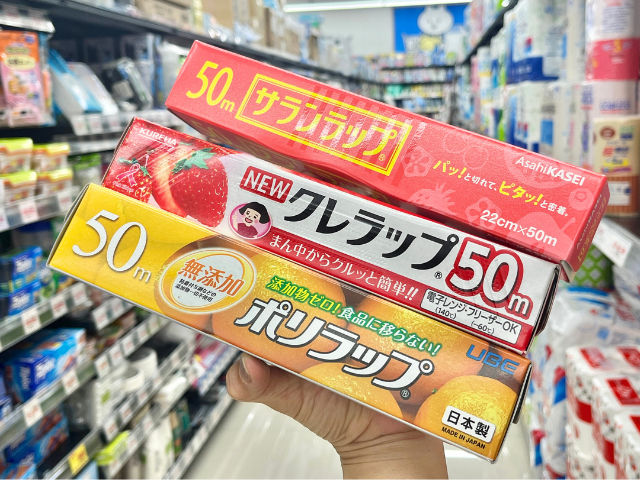 50m
サランラップ®
AsahiKASEI
パッ!と切れて、ピタッ!と密着。
22cm×50m
KUREHA
NEW
クレラップ®
50m
まん中からクルッと簡単!!
電子レンジ・フリーザーOK
(140℃) (−60℃)
50m
無添加
添加物ゼロ!食品に移らない!
ポリラップ®
UBE
日本製
MADE IN JAPAN